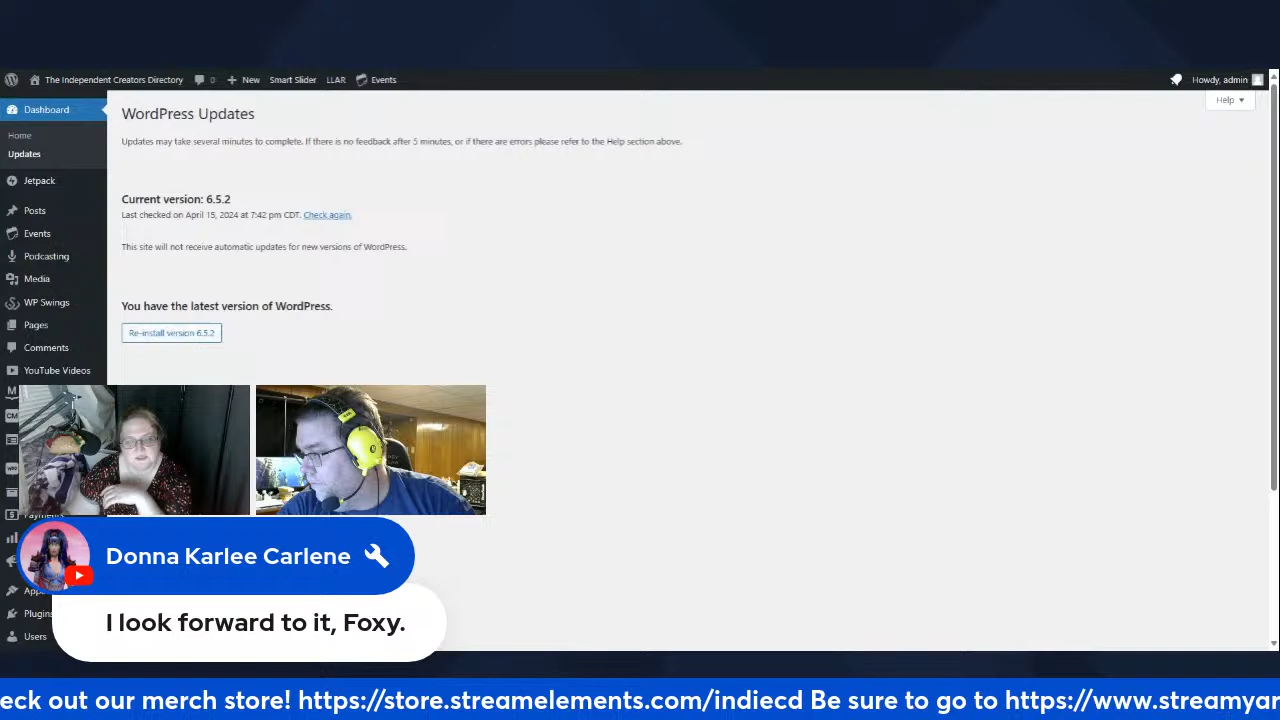 The Independent Creators Directory 0 New Smart Slider LLAR Events Howdy, admin
Help
Dashboard
Home
Updates
Jetpack
Posts
Events
Podcasting
Media
WP Swings
Pages
Comments
YouTube Videos
Plugins
Users
WordPress Updates
Updates may take several minutes to complete. If there is no feedback after 5 minutes, or if there are errors please refer to the Help section above.
Current version: 6.5.2
Last checked on April 15, 2024 at 7:42 pm CDT. Check again.
This site will not receive automatic updates for new versions of WordPress.
You have the latest version of WordPress.
Re-install version 6.5.2
Donna Karlee Carlene
I look forward to it, Foxy.
eck out our merch store! https://store.streamelements.com/indiecd Be sure to go to https://www.streamyar